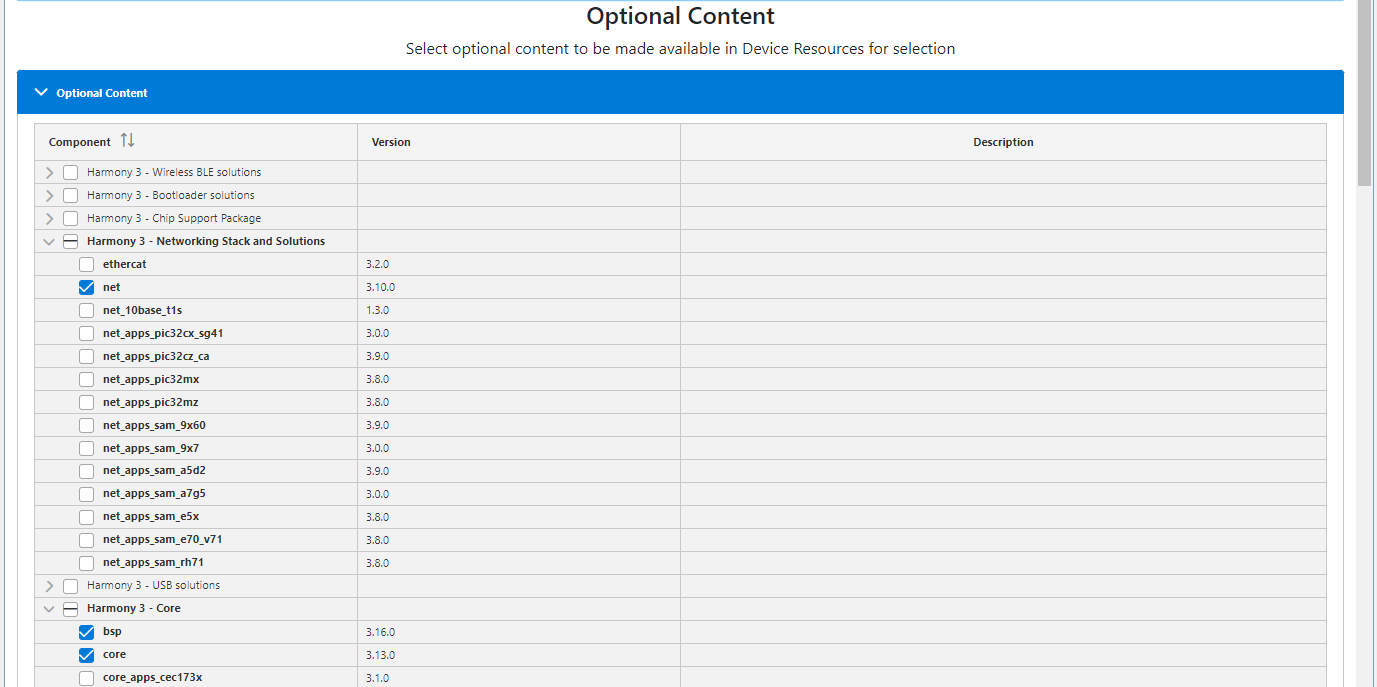 Optional Content
Select optional content to be made available in Device Resources for selection
Optional Content
Component Version Description
Harmony 3 - Wireless BLE solutions
Harmony 3 - Bootloader solutions
Harmony 3 - Chip Support Package
Harmony 3 - Networking Stack and Solutions
ethercat 3.2.0
net 3.10.0
net_10base_t1s 1.3.0
net_apps_pic32cx_sg41 3.0.0
net_apps_pic32cz_ca 3.9.0
net_apps_pic32mx 3.8.0
net_apps_pic32mz 3.8.0
net_apps_sam_9x60 3.9.0
net_apps_sam_9x7 3.0.0
net_apps_sam_a5d2 3.9.0
net_apps_sam_a7g5 3.0.0
net_apps_sam_e5x 3.8.0
net_apps_sam_e70_v71 3.8.0
net_apps_sam_rh71 3.8.0
Harmony 3 - USB solutions
Harmony 3 - Core
bsp 3.16.0
core 3.13.0
core_apps_cec173x 3.1.0